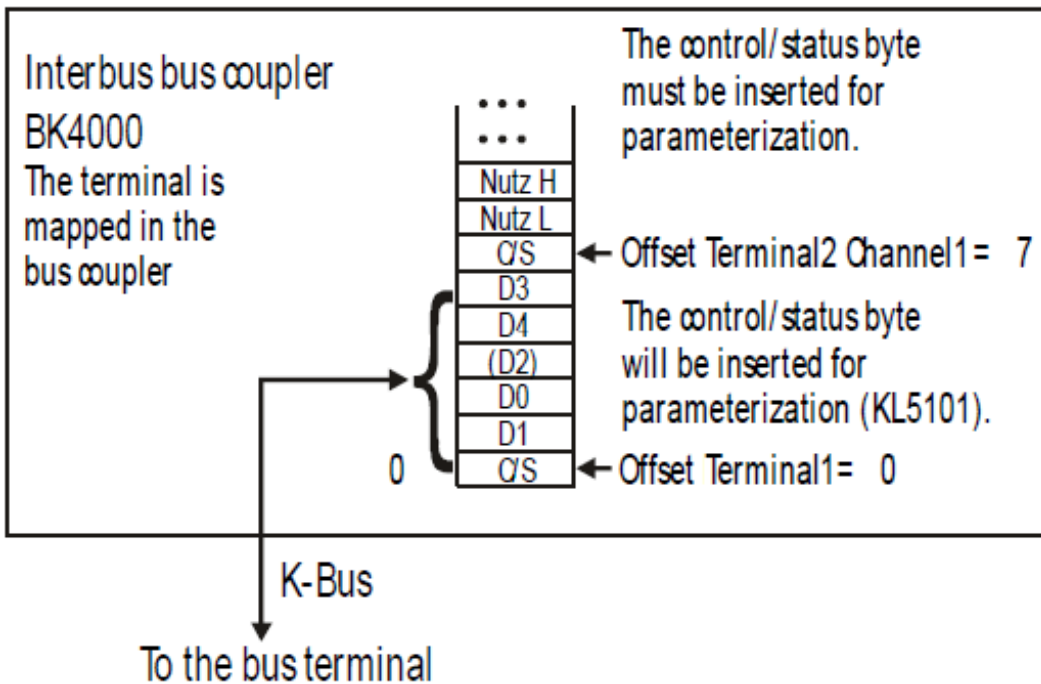 Interbus bus coupler
BK4000
The terminal is
mapped in the
bus coupler
The control/status byte
must be inserted for
parameterization.
...
...
Nutz H
Nutz L
C/S
Offset Terminal2 Channel1= 7
D3
D4
(D2)
D0
D1
The control/status byte
will be inserted for
parameterization (KL5101).
0
C/S
Offset Terminal1= 0
K-Bus
To the bus terminal